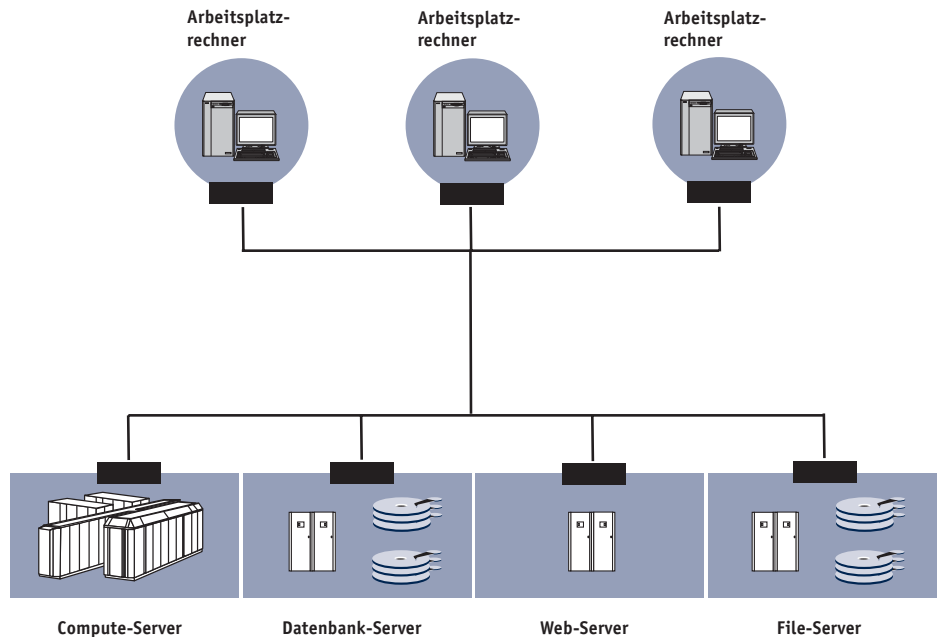 Arbeitsplatz-
rechner
Arbeitsplatz-
rechner
Arbeitsplatz-
rechner
Compute-Server
Datenbank-Server
Web-Server
File-Server